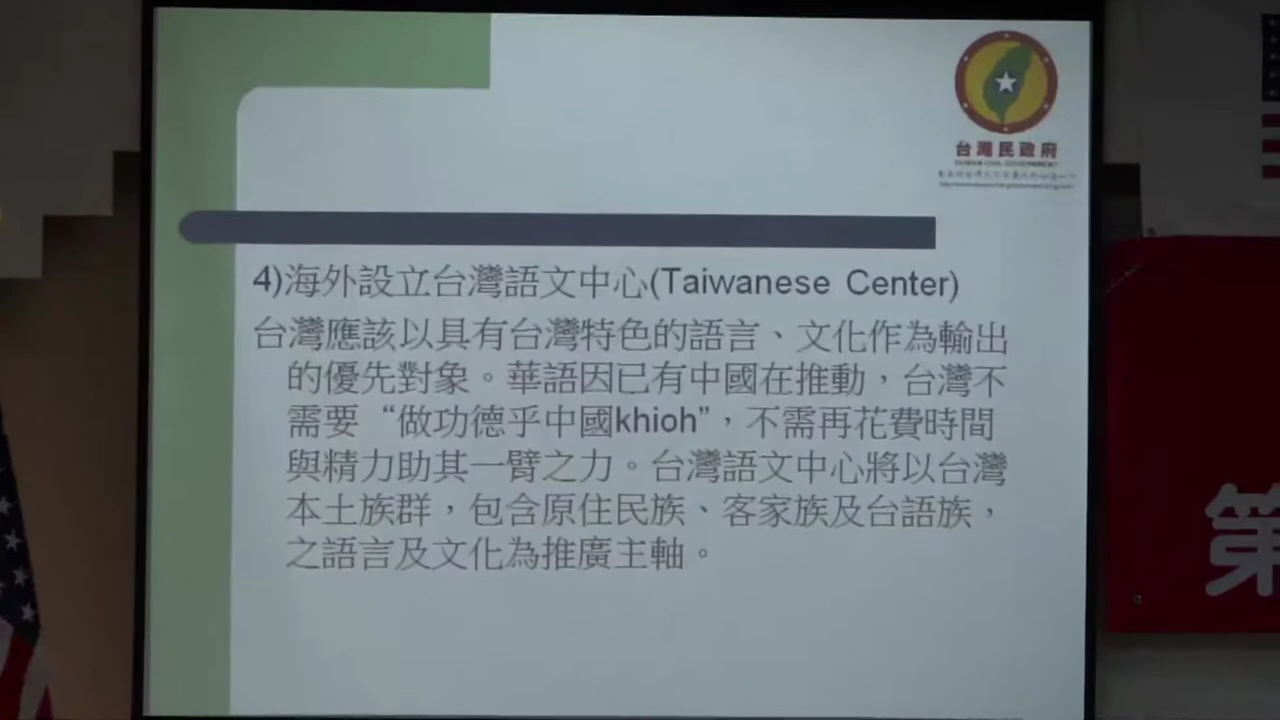 台灣民政府
TAIWAN CIVIL GOVERNMENT
4)海外設立台灣語文中心(Taiwanese Center)
台灣應該以具有台灣特色的語言、文化作為輸出
的優先對象。華語因已有中國在推動，台灣不
需要“做功德乎中國khioh”，不需再花費時間
與精力助其一臂之力。台灣語文中心將以台灣
本土族群，包含原住民族、客家族及台語族，
之語言及文化為推廣主軸。
第